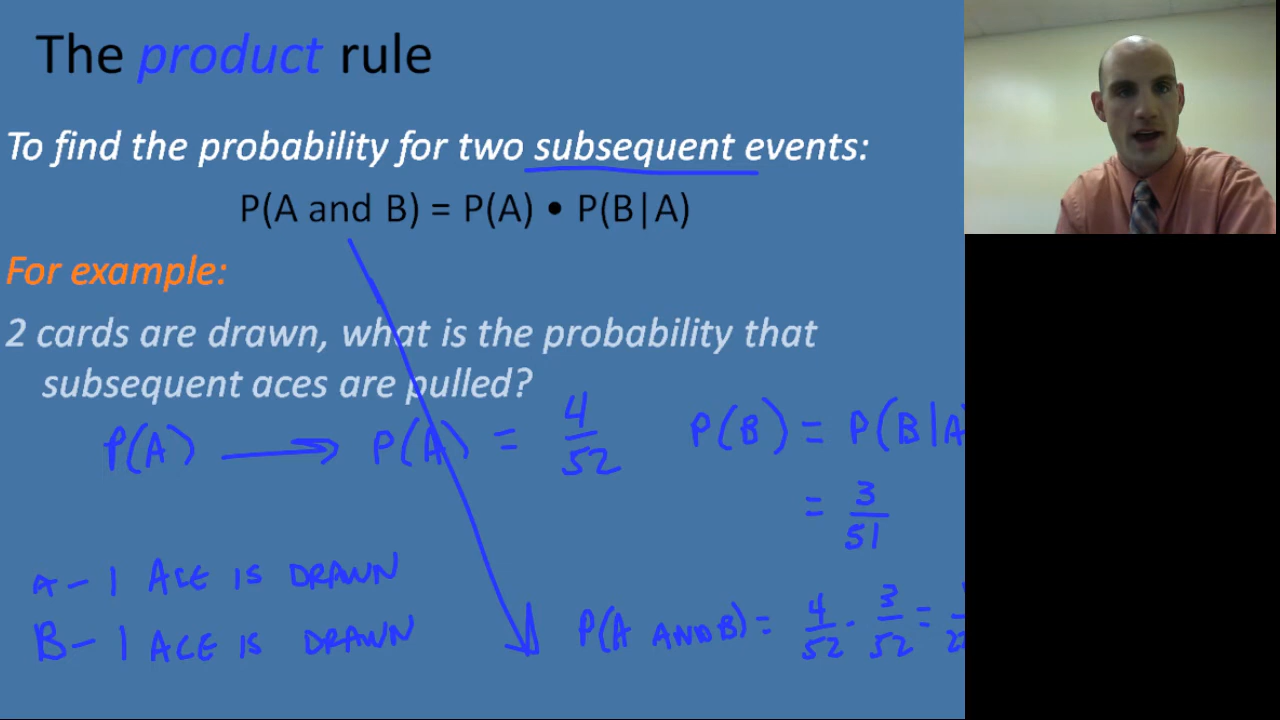 The product rule
To find the probability for two subsequent events:
P(A and B) = P(A) • P(B|A)
For example:
2 cards are drawn, what is the probability that
subsequent aces are pulled?
P(A) → P(A) = 4/52 P(B) = P(B|A)
= 3/51
A - 1 ACE IS DRAWN
B - 1 ACE IS DRAWN
P(A AND B) = 4/52 · 3/52 =